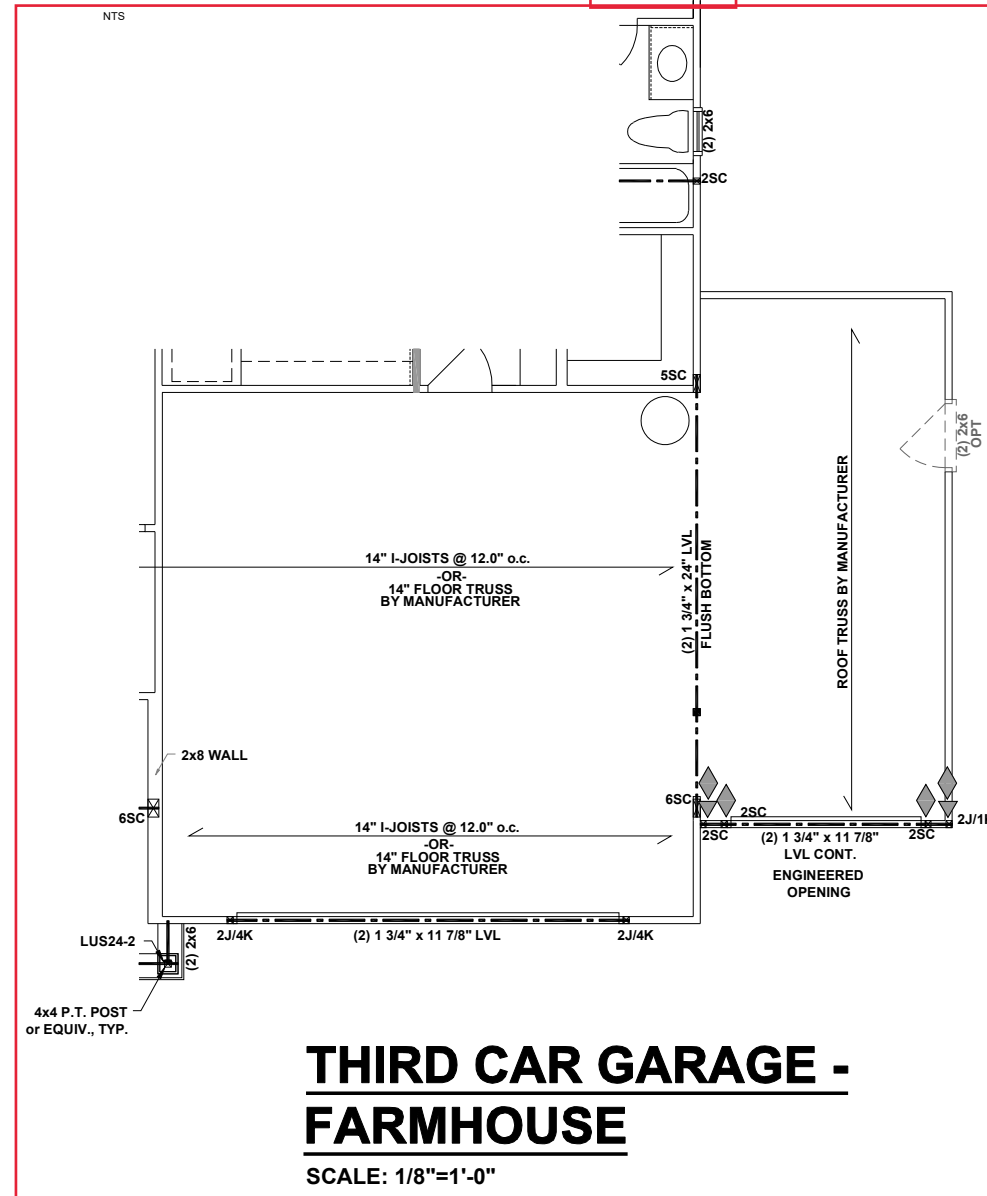 NTS
(2) 2x6
2SC
5SC
(2) 2x6
OPT
ROOF TRUSS BY MANUFACTURER
(2) 1 3/4" x 24" LVL
FLUSH BOTTOM
14" I-JOISTS @ 12.0" o.c.
-OR-
14" FLOOR TRUSS
BY MANUFACTURER
2x8 WALL
6SC
6SC
14" I-JOISTS @ 12.0" o.c.
-OR-
14" FLOOR TRUSS
BY MANUFACTURER
2SC
2SC
2SC
2J/1
(2) 1 3/4" x 11 7/8"
LVL CONT.
ENGINEERED
OPENING
2J/4K
(2) 1 3/4" x 11 7/8" LVL
2J/4K
LUS24-2
(2) 2x6
4x4 P.T. POST
or EQUIV., TYP.
THIRD CAR GARAGE -
FARMHOUSE
SCALE: 1/8"=1'-0"